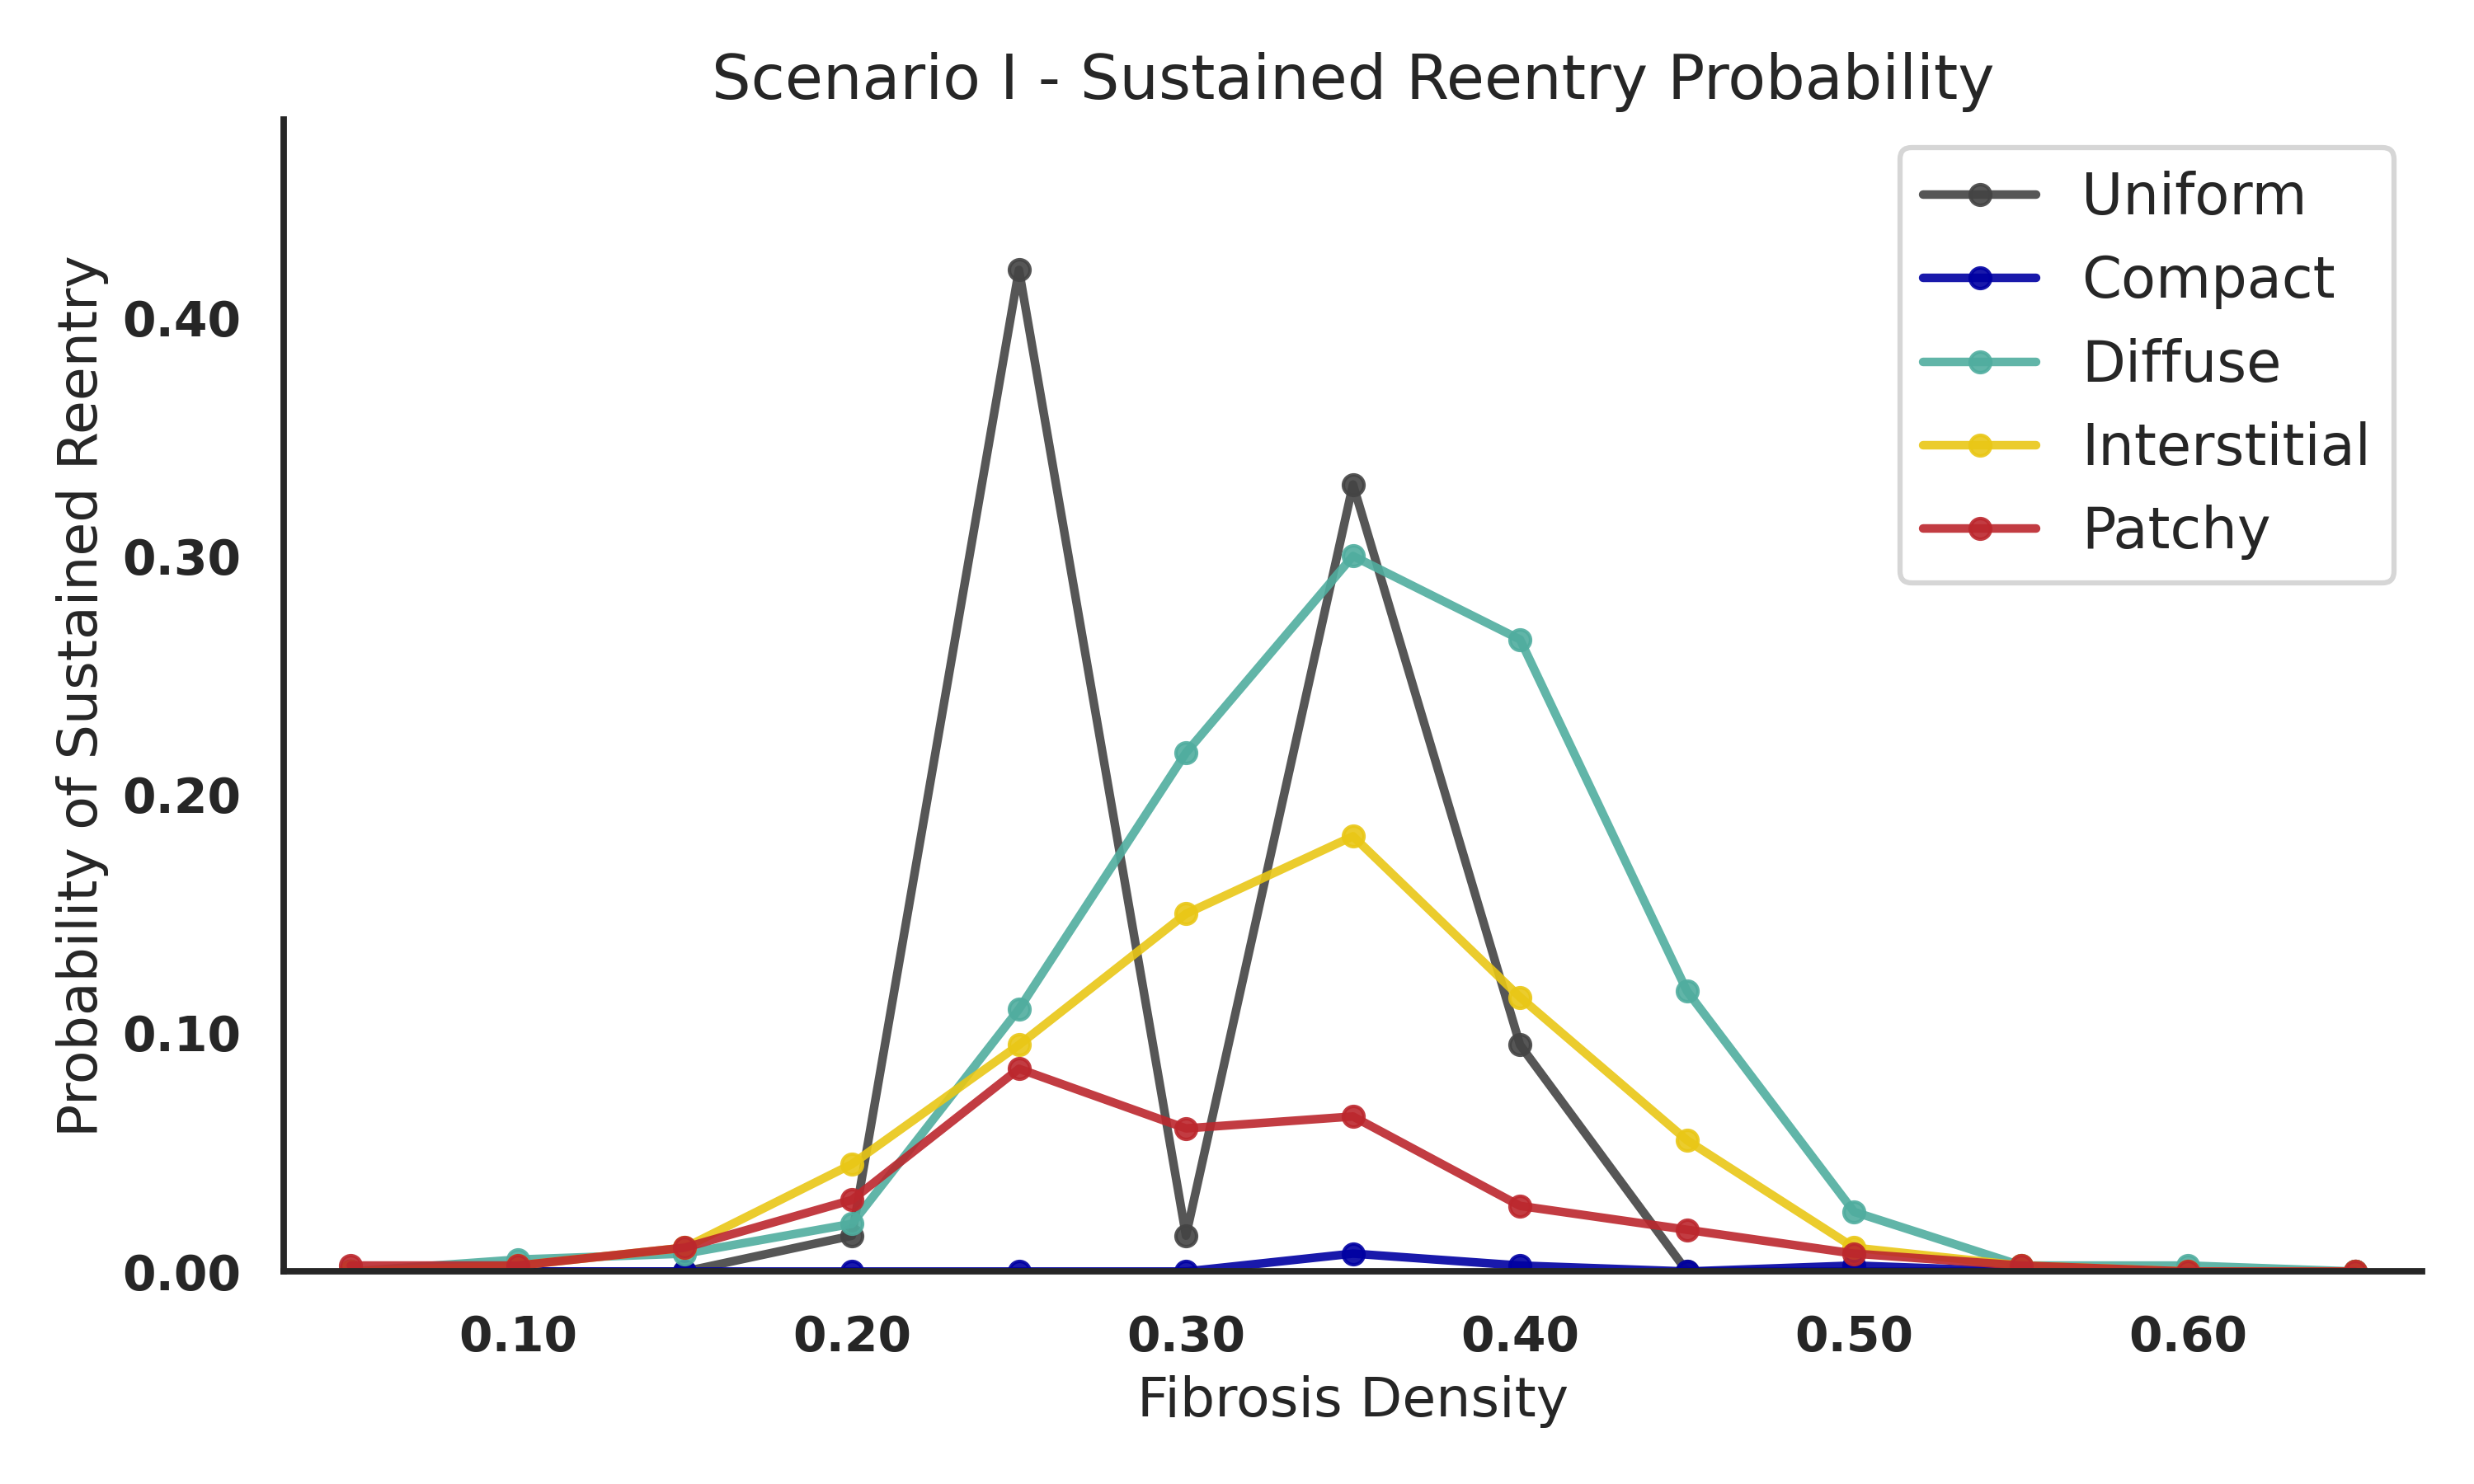 Scenario I - Sustained Reentry Probability
Probability of Sustained Reentry
0.40
0.30
0.20
0.10
0.00
Uniform
Compact
Diffuse
Interstitial
Patchy
0.10 0.20 0.30 0.40 0.50 0.60
Fibrosis Density